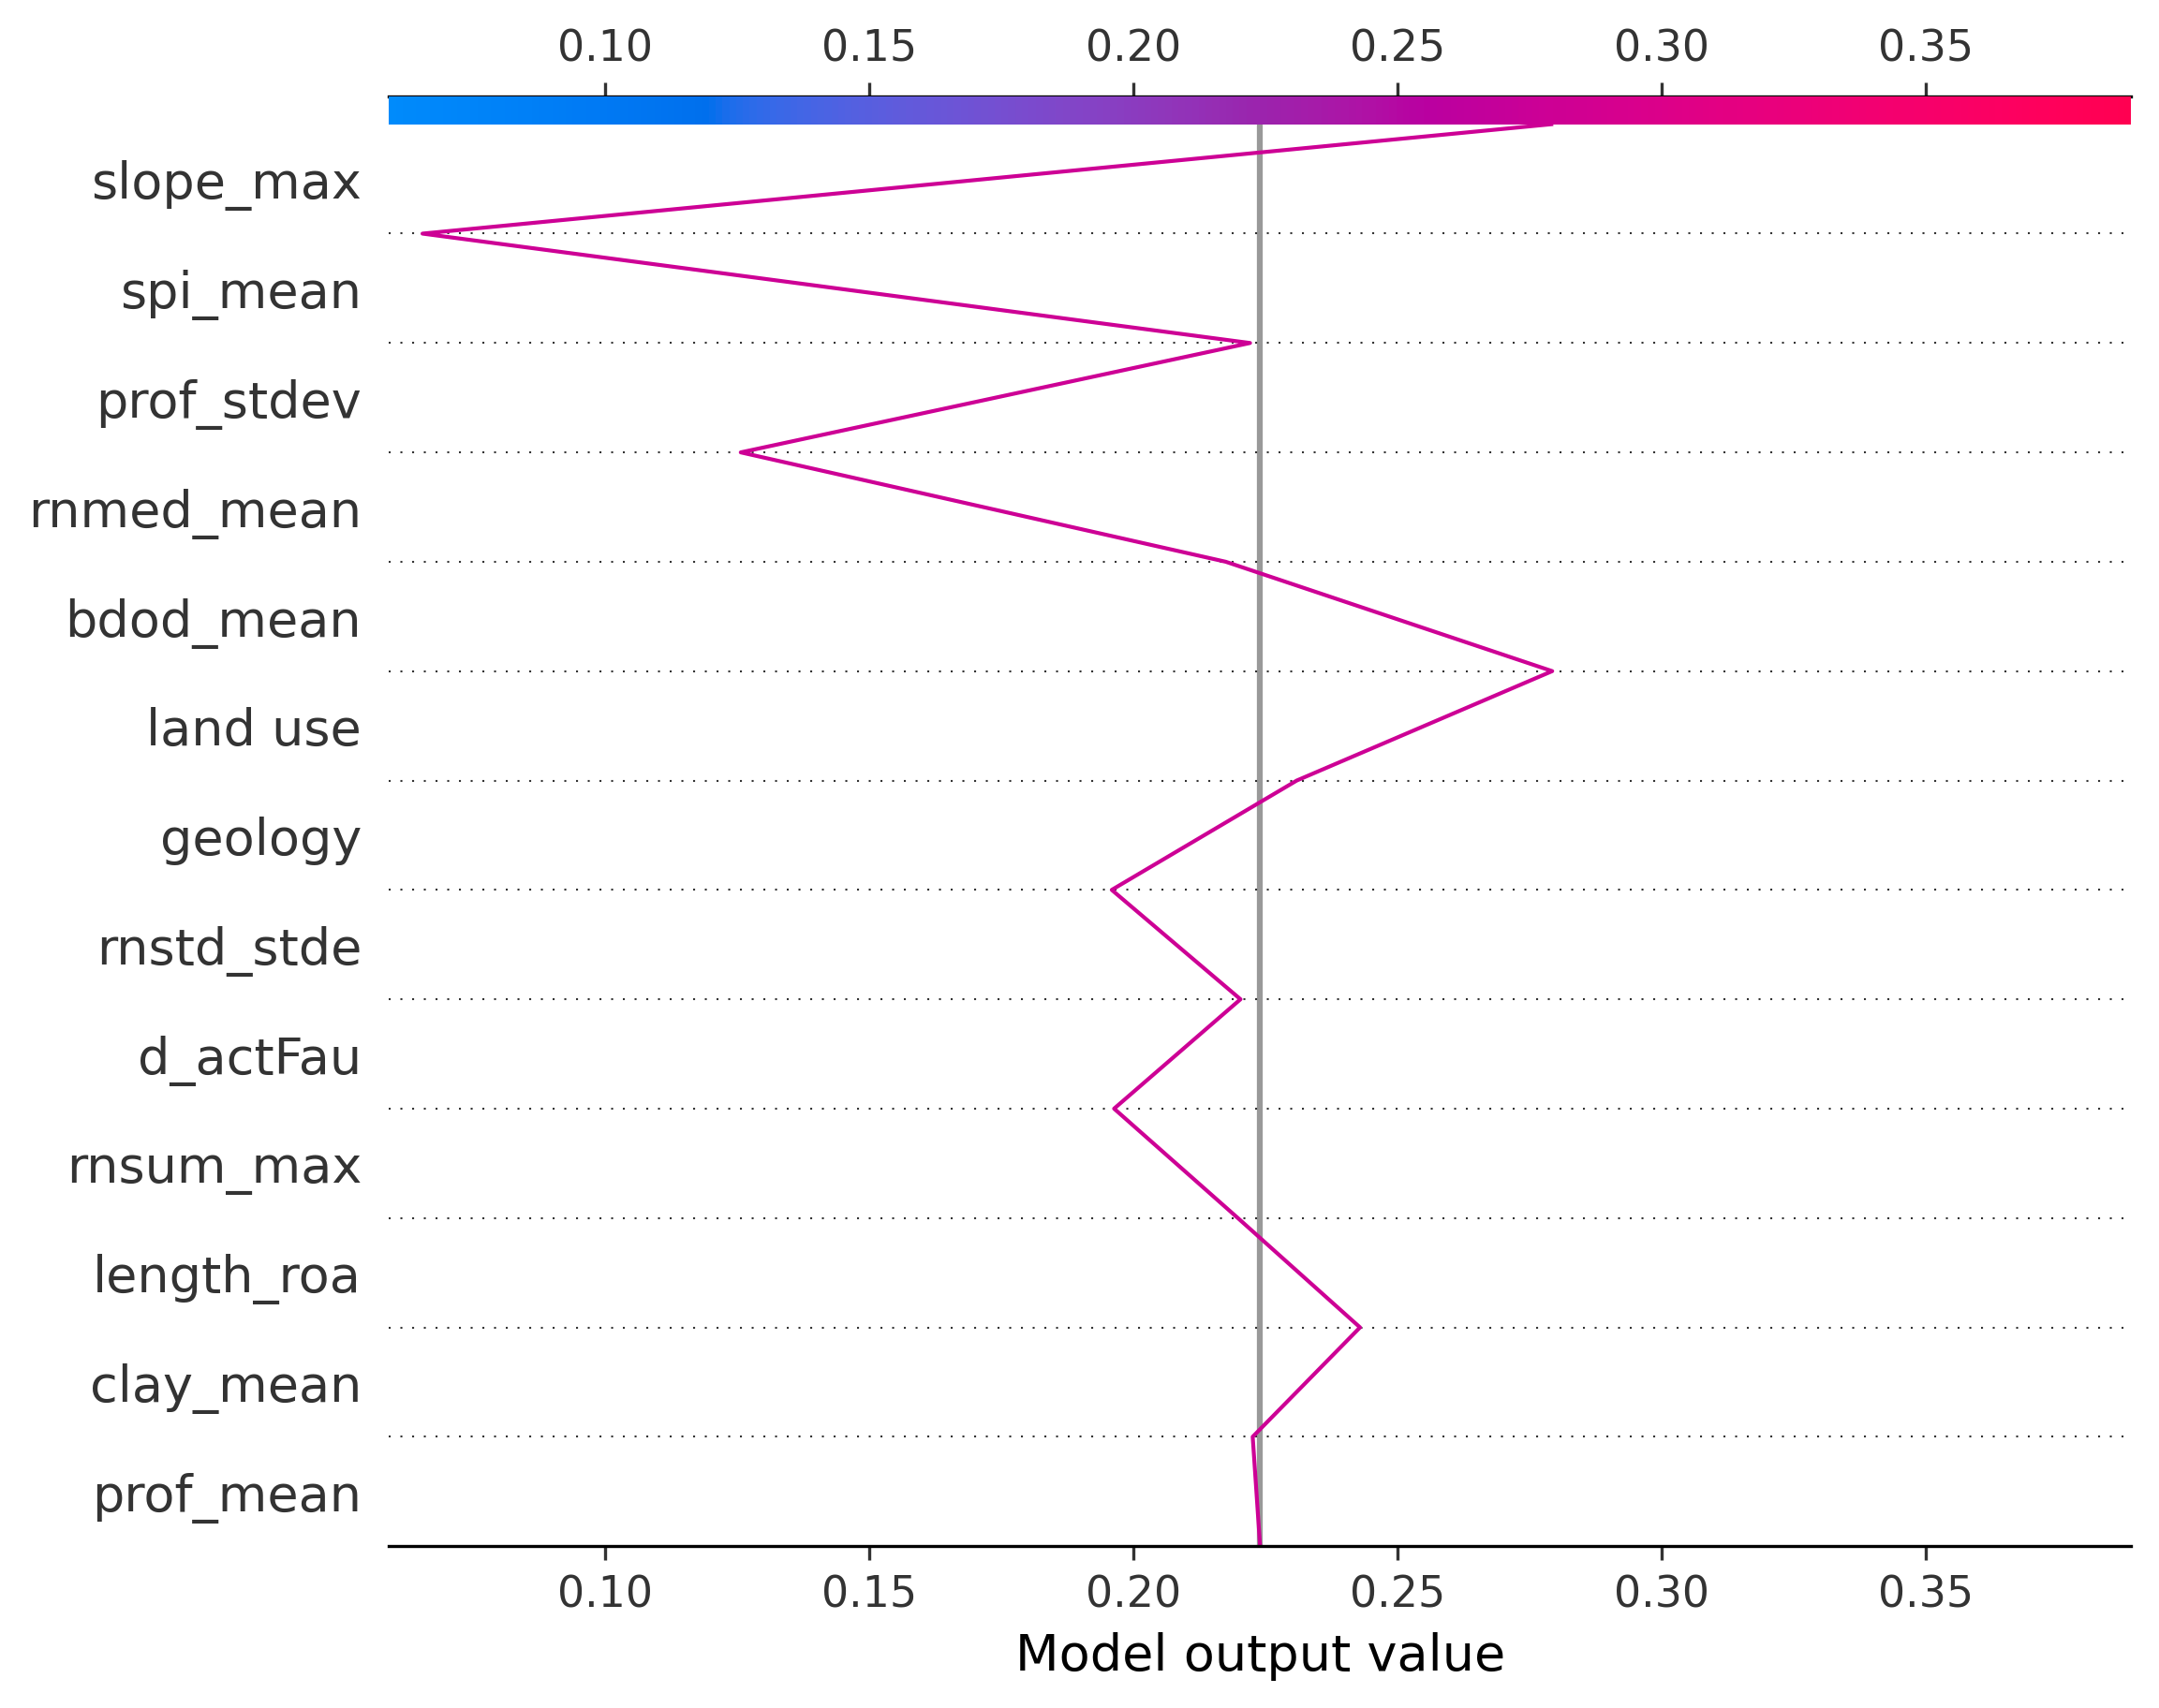 0.10 0.15 0.20 0.25 0.30 0.35
slope_max
spi_mean
prof_stdev
rnmed_mean
bdod_mean
land use
geology
rnstd_stde
d_actFau
rnsum_max
length_roa
clay_mean
prof_mean
0.10 0.15 0.20 0.25 0.30 0.35
Model output value